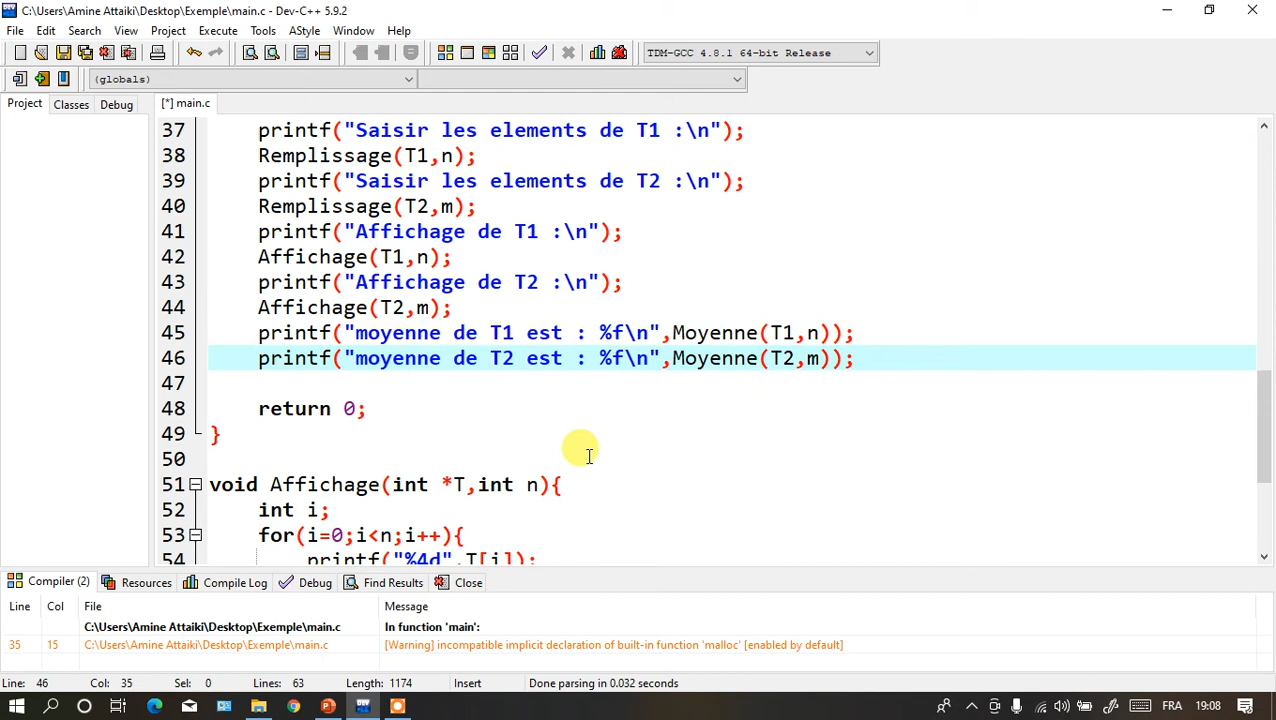 C:\Users\Amine Attaiki\Desktop\Exemple\main.c - Dev-C++ 5.9.2
File Edit Search View Project Execute Tools AStyle Window Help
TDM-GCC 4.8.1 64-bit Release
(globals)
Project Classes Debug [*] main.c
37 printf("Saisir les elements de T1 :\n");
38 Remplissage(T1,n);
39 printf("Saisir les elements de T2 :\n");
40 Remplissage(T2,m);
41 printf("Affichage de T1 :\n");
42 Affichage(T1,n);
43 printf("Affichage de T2 :\n");
44 Affichage(T2,m);
45 printf("moyenne de T1 est : %f\n",Moyenne(T1,n));
46 printf("moyenne de T2 est : %f\n",Moyenne(T2,m));
47
48 return 0;
49 }
50
51 void Affichage(int *T,int n){
52 int i;
53 for(i=0;i<n;i++){
54 printf("%4d",T[i]);
Compiler (2) Resources Compile Log Debug Find Results Close
Line Col File Message
C:\Users\Amine Attaiki\Desktop\Exemple\main.c In function 'main':
35 15 C:\Users\Amine Attaiki\Desktop\Exemple\main.c [Warning] incompatible implicit declaration of built-in function 'malloc' [enabled by default]
Line: 46 Col: 35 Sel: 0 Lines: 63 Length: 1174 Insert Done parsing in 0.032 seconds
DEV FRA 19:08